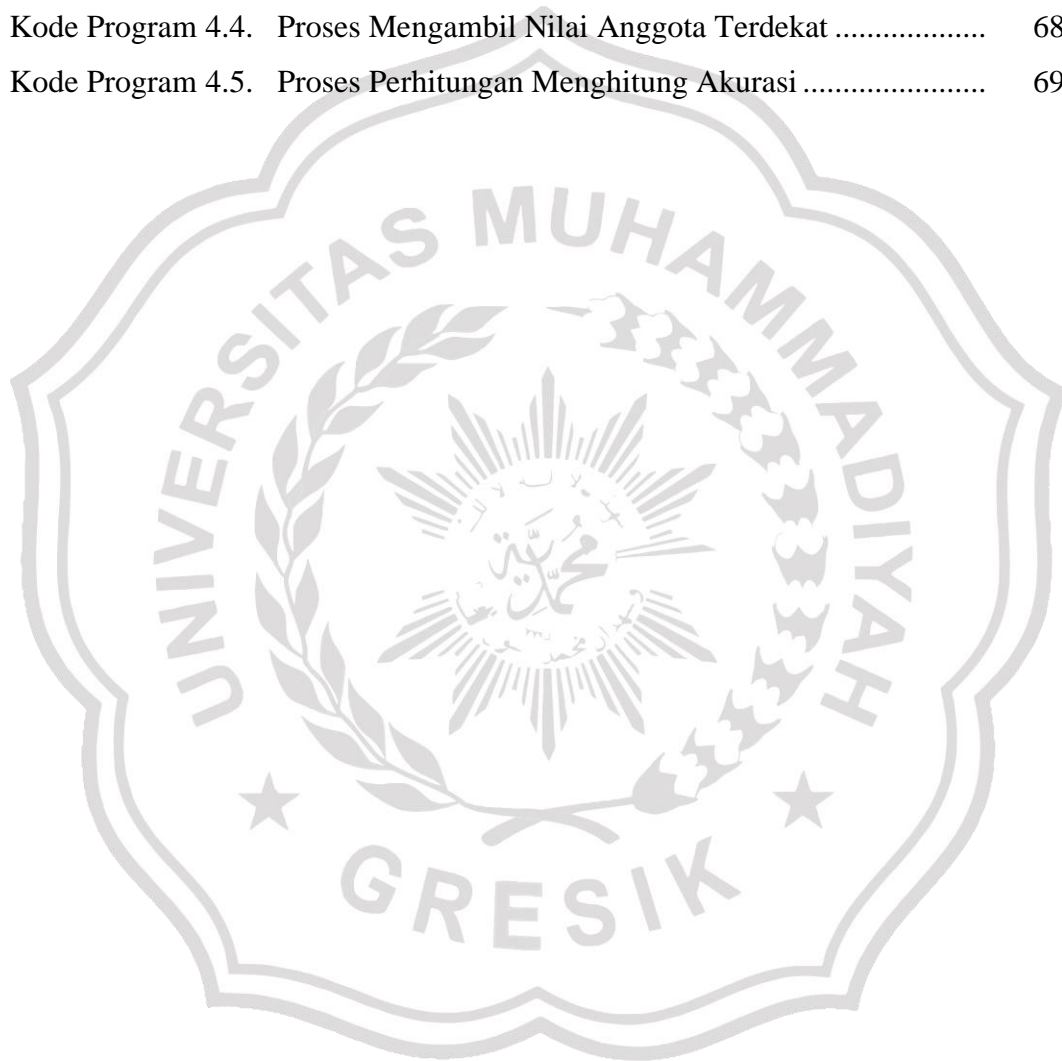 Kode Program 4.4. Proses Mengambil Nilai Anggota Terdekat ................... 68
Kode Program 4.5. Proses Perhitungan Menghitung Akurasi ....................... 69
UNIVERSITAS MUHAMMADIYAH
GRESIK